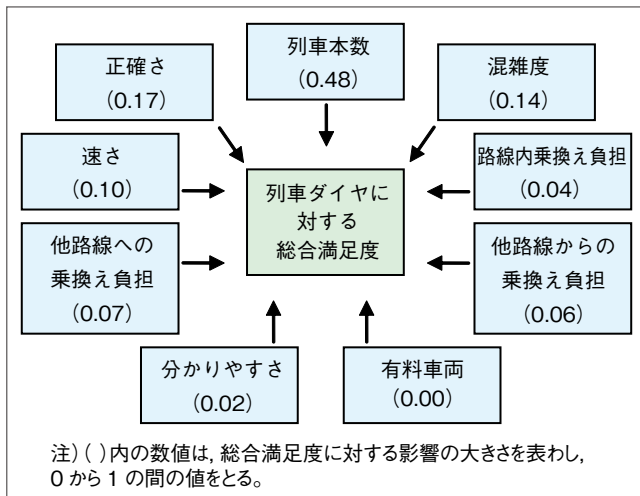 正確さ
(0.17)
列車本数
(0.48)
混雑度
(0.14)
速さ
(0.10)
列車ダイヤに
対する
総合満足度
路線内乗換え負担
(0.04)
他路線への
乗換え負担
(0.07)
他路線からの
乗換え負担
(0.06)
分かりやすさ
(0.02)
有料車両
(0.00)
注)( )内の数値は, 総合満足度に対する影響の大きさを表わし,
0 から 1 の間の値をとる。